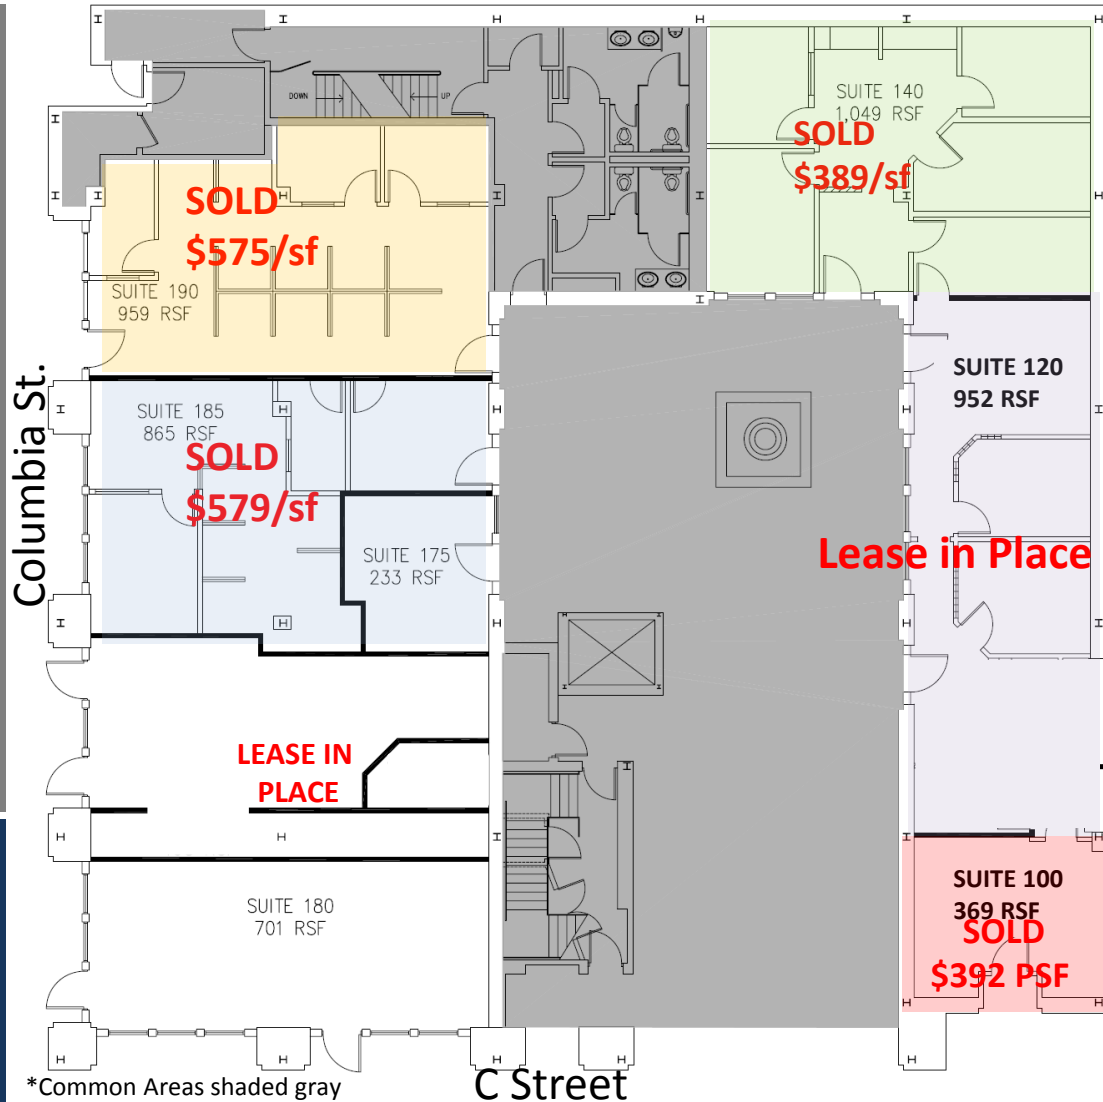 DOWN
UP
SUITE 140
1,049 RSF
SOLD
$389/sf
SOLD
$575/sf
SUITE 190
959 RSF
SUITE 120
952 RSF
Columbia St.
SUITE 185
865 RSF
SOLD
$579/sf
SUITE 175
233 RSF
Lease in Place
LEASE IN
PLACE
SUITE 100
369 RSF
SOLD
$392 PSF
SUITE 180
701 RSF
*Common Areas shaded gray
C Street